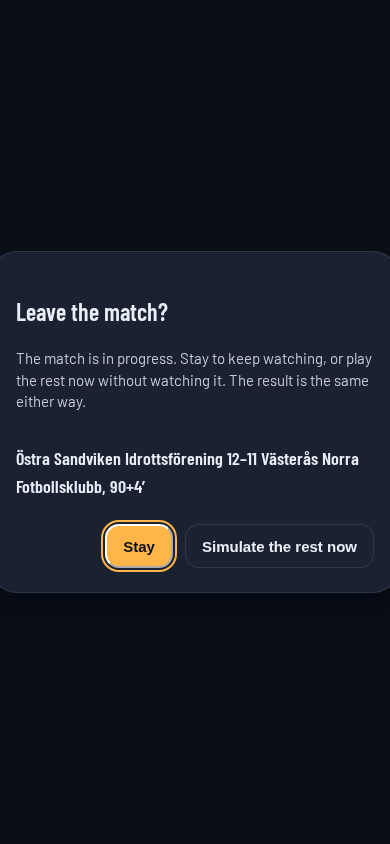 Leave the match?
The match is in progress. Stay to keep watching, or play
the rest now without watching it. The result is the same
either way.
Östra Sandviken Idrottsförening 12–11 Västerås Norra
Fotbollsklubb, 90+4′
Stay
Simulate the rest now